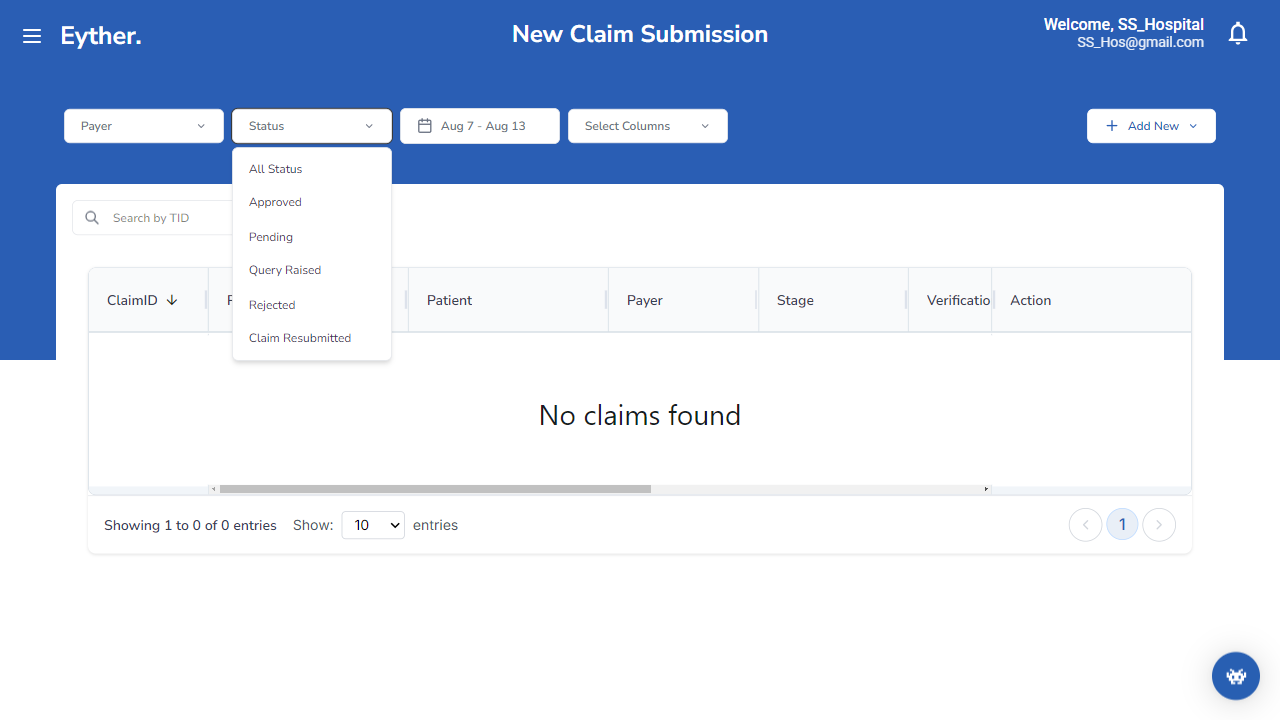 Eyther.
New Claim Submission
Welcome, SS_Hospital
SS_Hos@gmail.com
Payer
Status
Aug 7 - Aug 13
Select Columns
Add New
All Status
Approved
Pending
Query Raised
Rejected
Claim Resubmitted
Search by TID
ClaimID
Patient
Payer
Stage
Verificatio
Action
No claims found
Showing 1 to 0 of 0 entries
Show:
10
entries
1